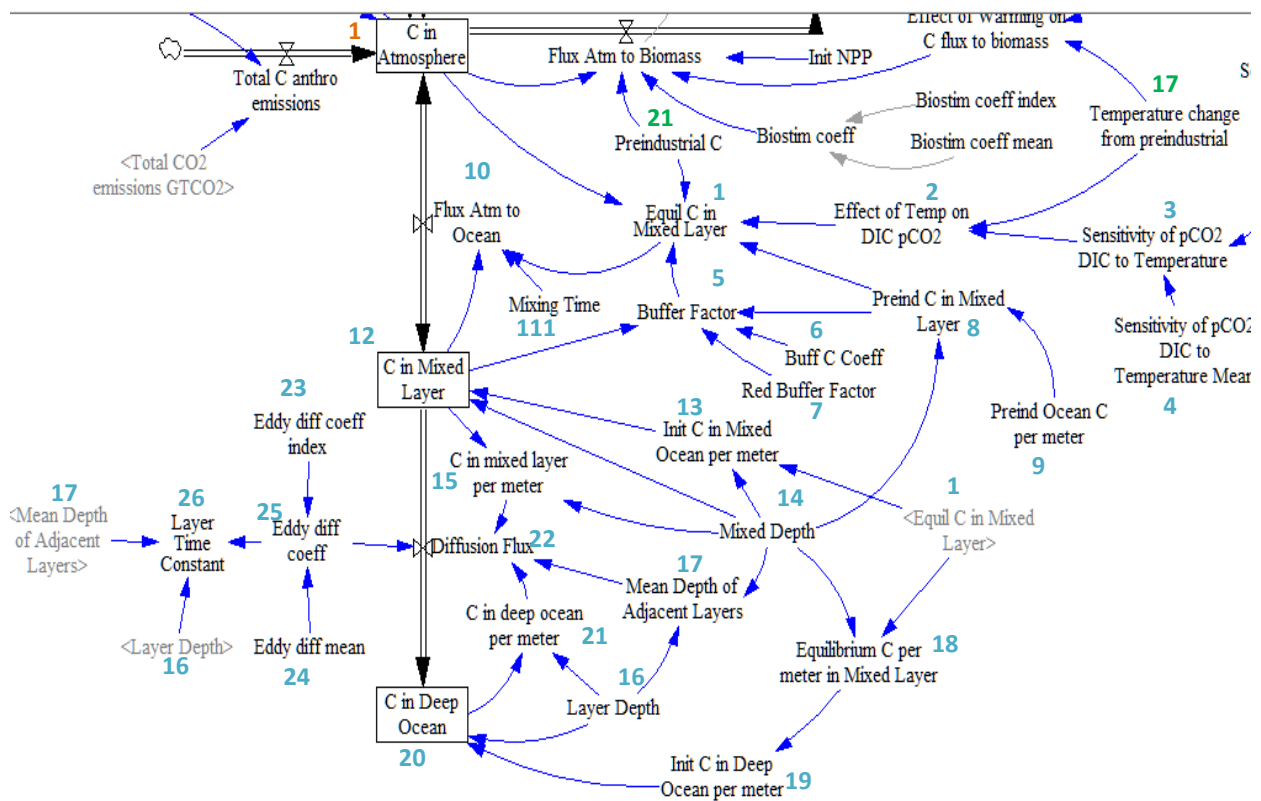 Effect of Warming on
C flux to biomass
1
C in
Atmosphere
Flux Atm to Biomass
Init NPP
Total C anthro
emissions
17
Biostim coeff index
Temperature change
from preindustrial
21
Preindustrial C
Biostim coeff
Biostim coeff mean
<Total CO2
emissions GTCO2>
10
Flux Atm to
Ocean
1
Equil C in
Mixed Layer
2
Effect of Temp on
DIC pCO2
3
Sensitivity of pCO2
DIC to Temperature
Mixing Time
111
5
Buffer Factor
Preind C in Mixed
Layer
8
6
Buff C Coeff
Sensitivity of pCO2
DIC to
Temperature Mean
4
12
C in Mixed
Layer
Red Buffer Factor
7
23
Eddy diff coeff
index
13
Init C in Mixed
Ocean per meter
Preind Ocean C
per meter
9
15
C in mixed layer
per meter
14
Mixed Depth
1
<Equil C in Mixed
Layer>
17
<Mean Depth
of Adjacent
Layers>
26
Layer
Time
Constant
25
Eddy diff
coeff
Diffusion Flux
22
17
Mean Depth of
Adjacent Layers
C in deep ocean
per meter
21
<Layer Depth>
16
Eddy diff mean
24
18
Equilibrium C per
meter in Mixed Layer
16
Layer Depth
C in Deep
Ocean
20
Init C in Deep
Ocean per meter
19